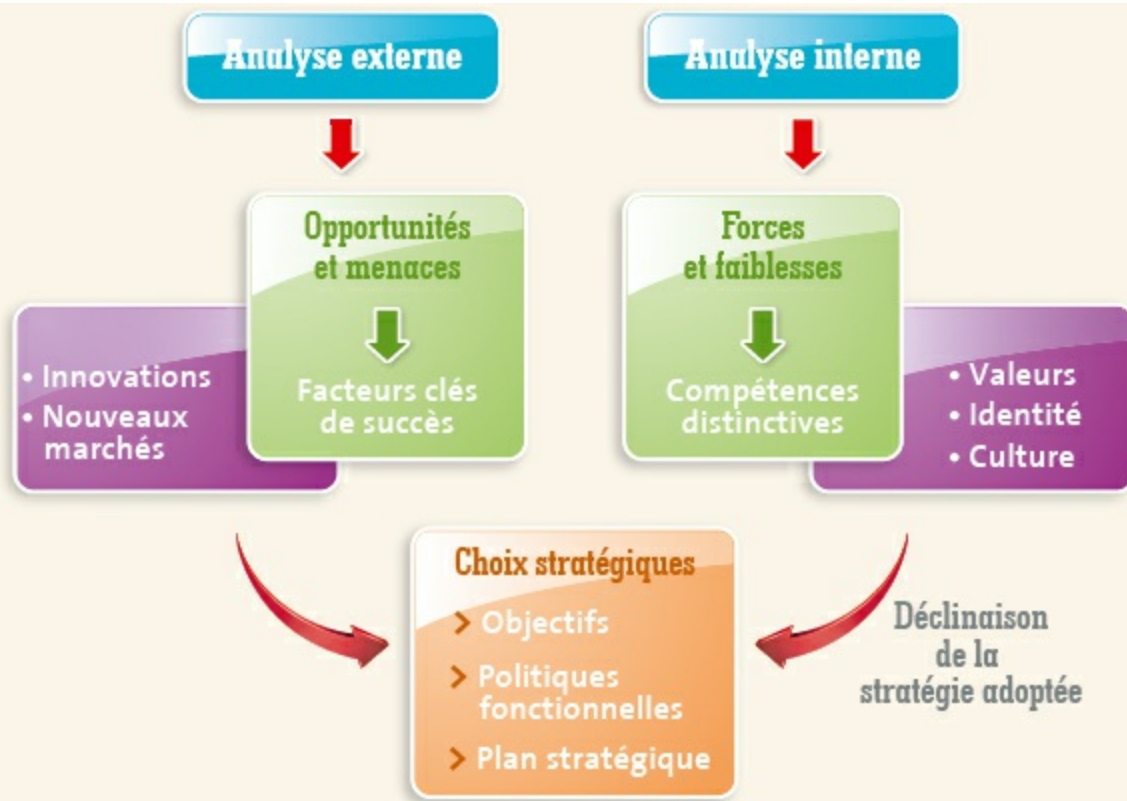 Analyse externe
Analyse interne
Opportunités
et menaces
Facteurs clés
de succès
Forces
et faiblesses
Compétences
distinctives
• Innovations
• Nouveaux
marchés
• Valeurs
• Identité
• Culture
Choix stratégiques
> Objectifs
> Politiques
fonctionnelles
> Plan stratégique
Déclinaison
de la
stratégie adoptée